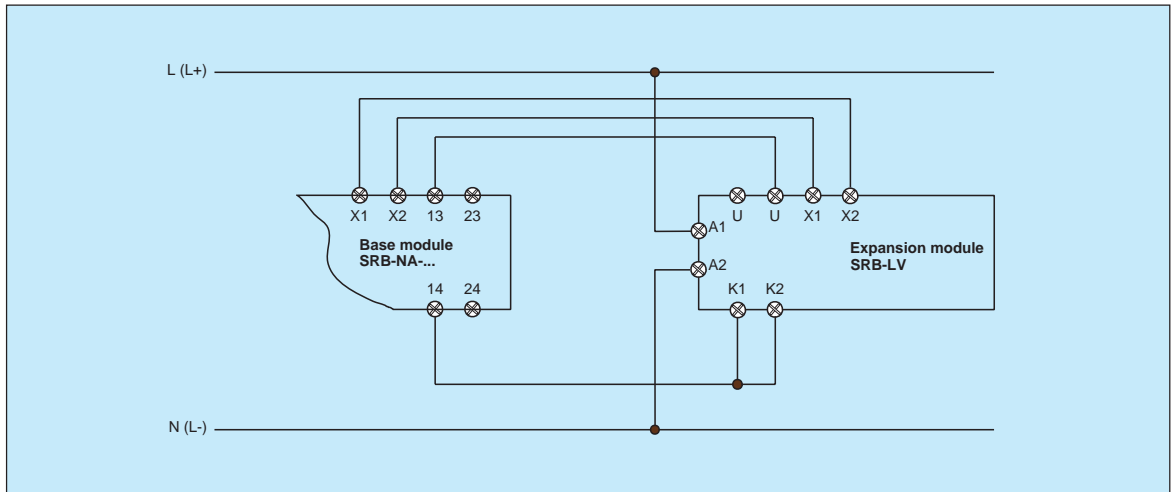 L (L+)
X1 X2 13 23
U U X1 X2
A1
Base module
SRB-NA-...
Expansion module
SRB-LV
A2
14 24
K1 K2
N (L-)